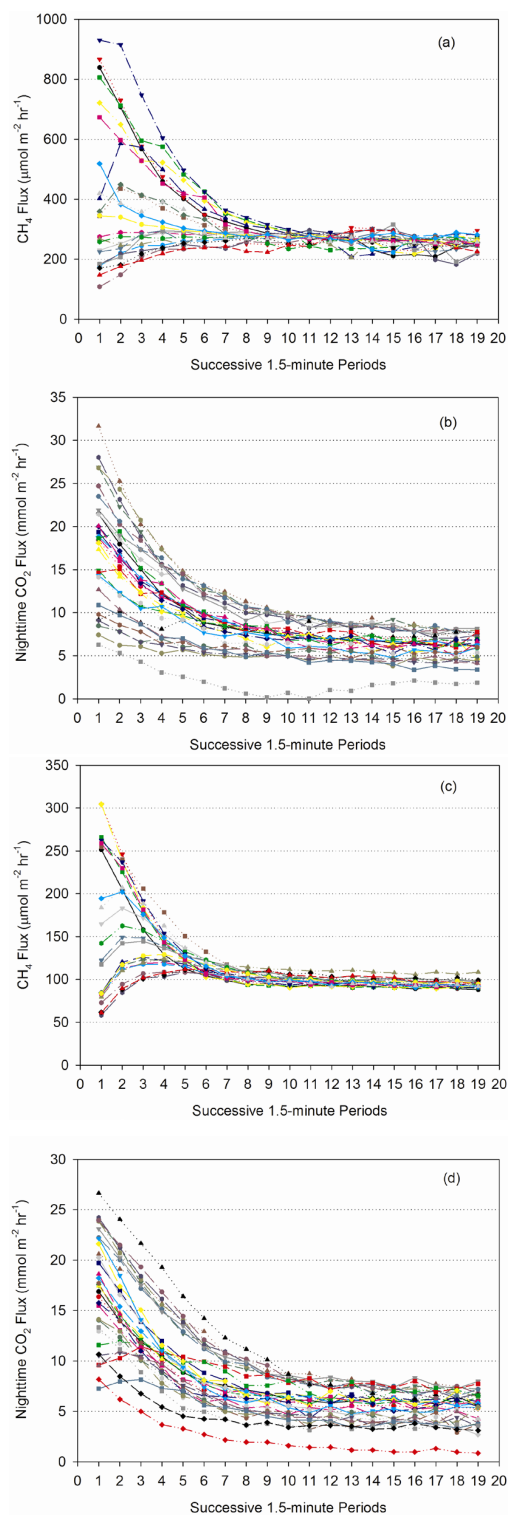 (a)
CH4 Flux (μmol m-2 hr-1)
1000
800
600
400
200
0
0 1 2 3 4 5 6 7 8 9 10 11 12 13 14 15 16 17 18 19 20
Successive 1.5-minute Periods
(b)
Nighttime CO2 Flux (mmol m-2 hr-1)
35
30
25
20
15
10
5
0
0 1 2 3 4 5 6 7 8 9 10 11 12 13 14 15 16 17 18 19 20
Successive 1.5-minute Periods
(c)
CH4 Flux (μmol m-2 hr-1)
350
300
250
200
150
100
50
0
0 1 2 3 4 5 6 7 8 9 10 11 12 13 14 15 16 17 18 19 20
Successive 1.5-minute Periods
(d)
Nighttime CO2 Flux (mmol m-2 hr-1)
30
25
20
15
10
5
0
0 1 2 3 4 5 6 7 8 9 10 11 12 13 14 15 16 17 18 19 20
Successive 1.5-minute Periods